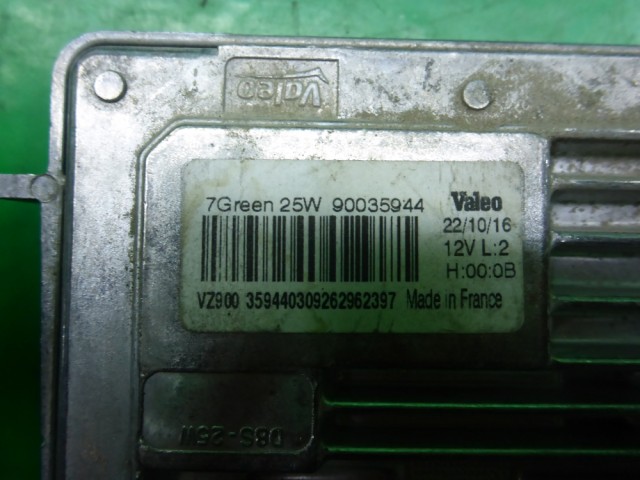 Valeo
7Green 25W 90035944
Valeo
22/10/16
12V L:2
H:00:0B
VZ900 359440309262962397 Made in France
D8S-25W